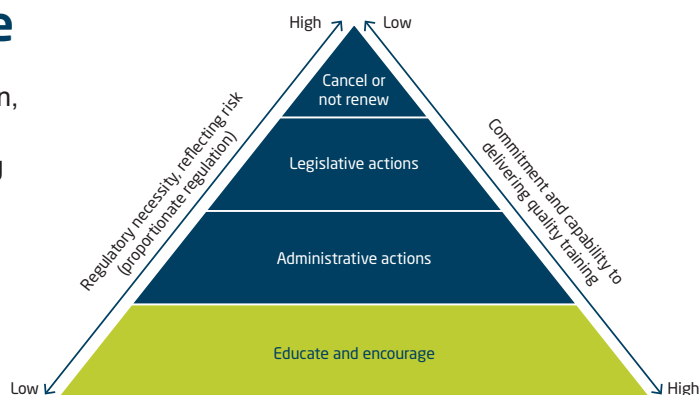 e
n,
g
High
Low
Cancel or
not renew
Legislative actions
Administrative actions
Educate and encourage
Regulatory necessity, reflecting risk
(proportionate regulation)
Commitment and capability to
delivering quality training
Low
High